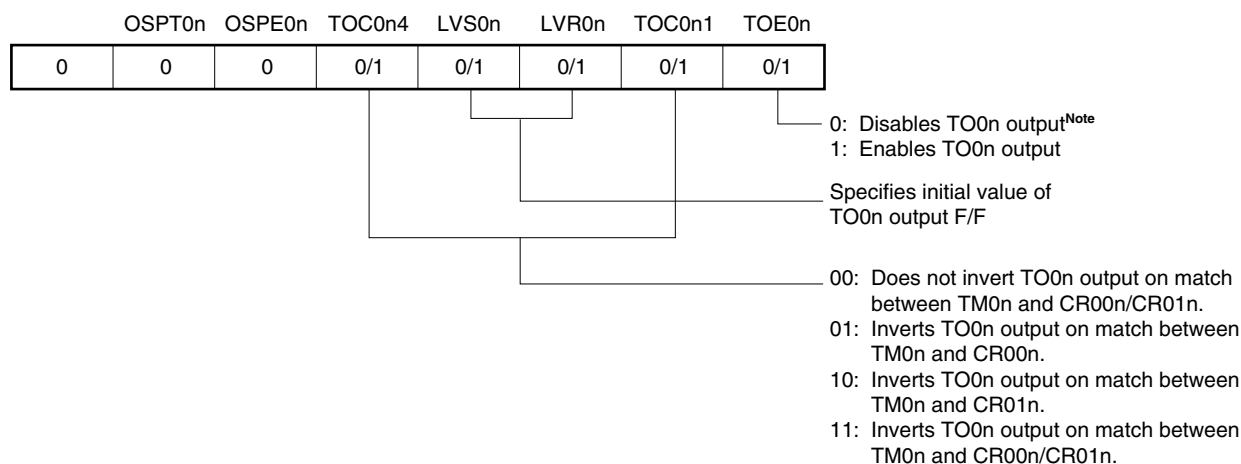 OSPT0n OSPE0n TOC0n4 LVS0n LVR0n TOC0n1 TOE0n
0 0 0 0/1 0/1 0/1 0/1 0/1
0: Disables TO0n outputNote
1: Enables TO0n output
Specifies initial value of
TO0n output F/F
00: Does not invert TO0n output on match
between TM0n and CR00n/CR01n.
01: Inverts TO0n output on match between
TM0n and CR00n.
10: Inverts TO0n output on match between
TM0n and CR01n.
11: Inverts TO0n output on match between
TM0n and CR00n/CR01n.